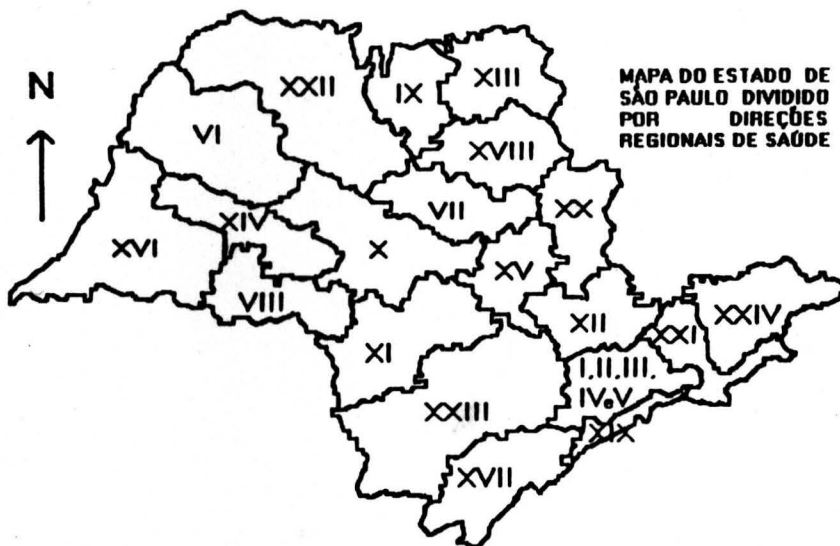 N
MAPA DO ESTADO DE
SÃO PAULO DIVIDIDO
POR DIREÇÕES
REGIONAIS DE SAÚDE
XXII
IX
XIII
VI
XVIII
VII
XX
XIV
XVI
X
XV
VIII
XII
XXI
XXIV
XI
I.II.III.
IV.e V.
XXIII
XIX
XVII